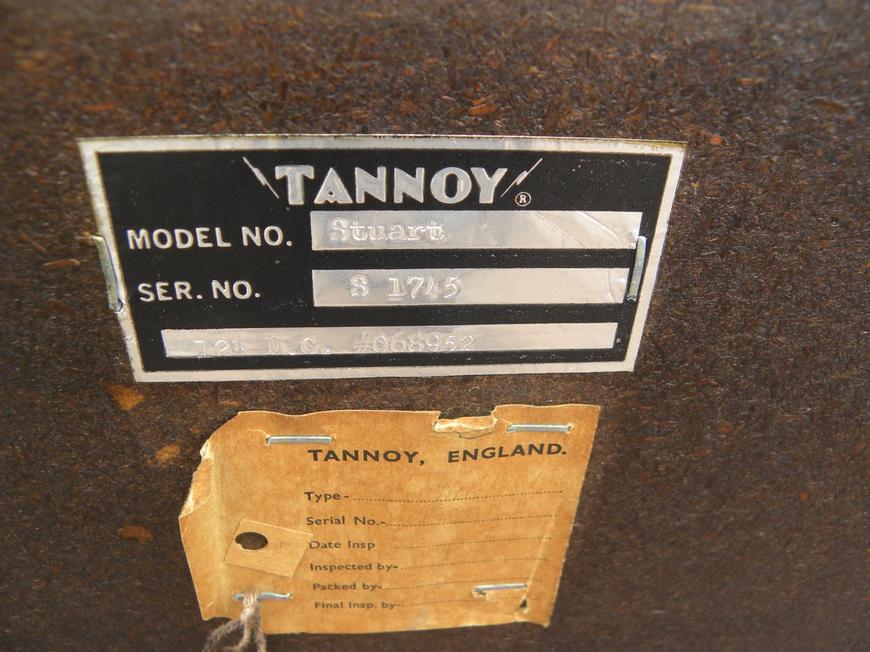 TANNOY®
MODEL NO. Stuart
SER. NO. S 1745
12" M.G. #068952
TANNOY, ENGLAND.
Type-
Serial No.-
Date Insp
Inspected by-
Packed by-
Final Insp. by-